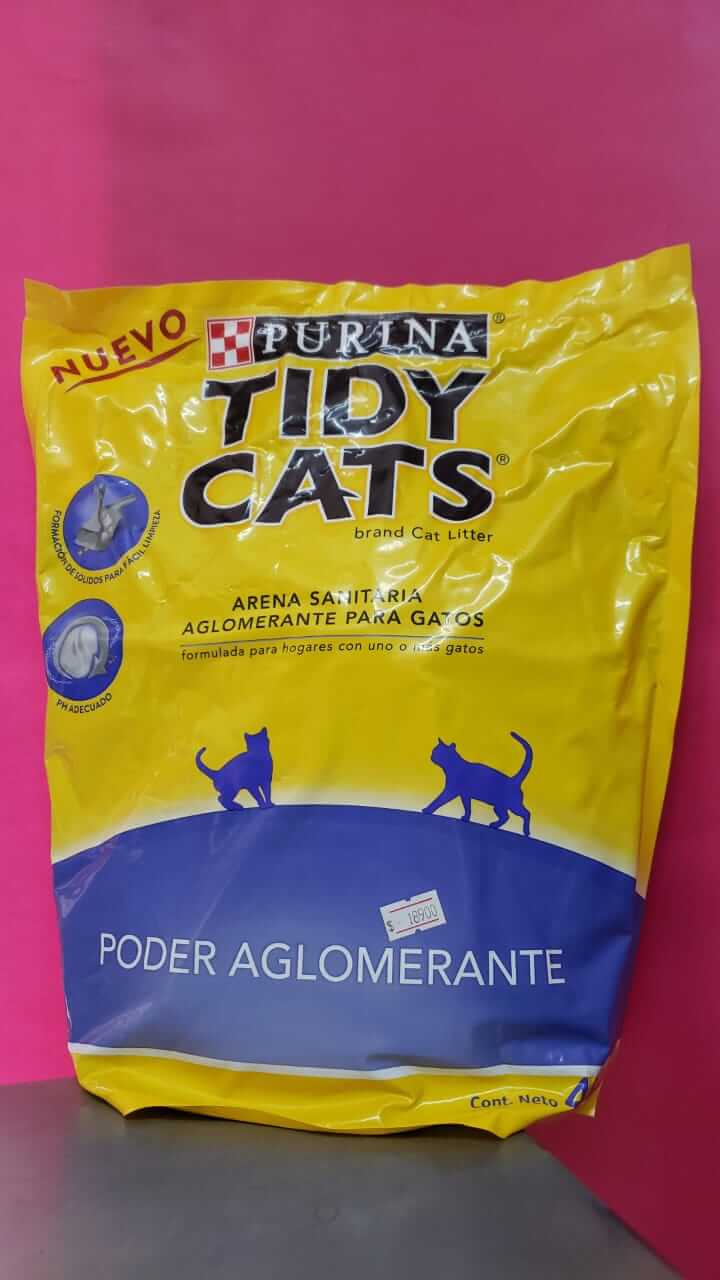 NUEVO
PURINA ®
TIDY
CATS ®
brand Cat Litter
FORMACIÓN DE SOLIDOS PARA FÁCIL LIMPIEZA
ARENA SANITARIA
AGLOMERANTE PARA GATOS
formulada para hogares con uno o más gatos
PH ADECUADO
$ - 18900
PODER AGLOMERANTE
Cont. Neto